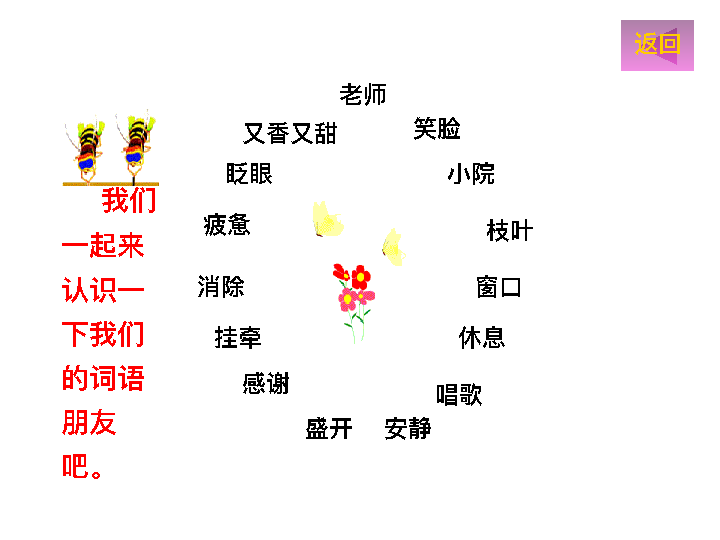 返回
老师
又香又甜
笑脸
眨眼
小院
疲惫
枝叶
消除
窗口
挂牵
休息
感谢
唱歌
盛开
安静
我们
一起来
认识一
下我们
的词语
朋友
吧。